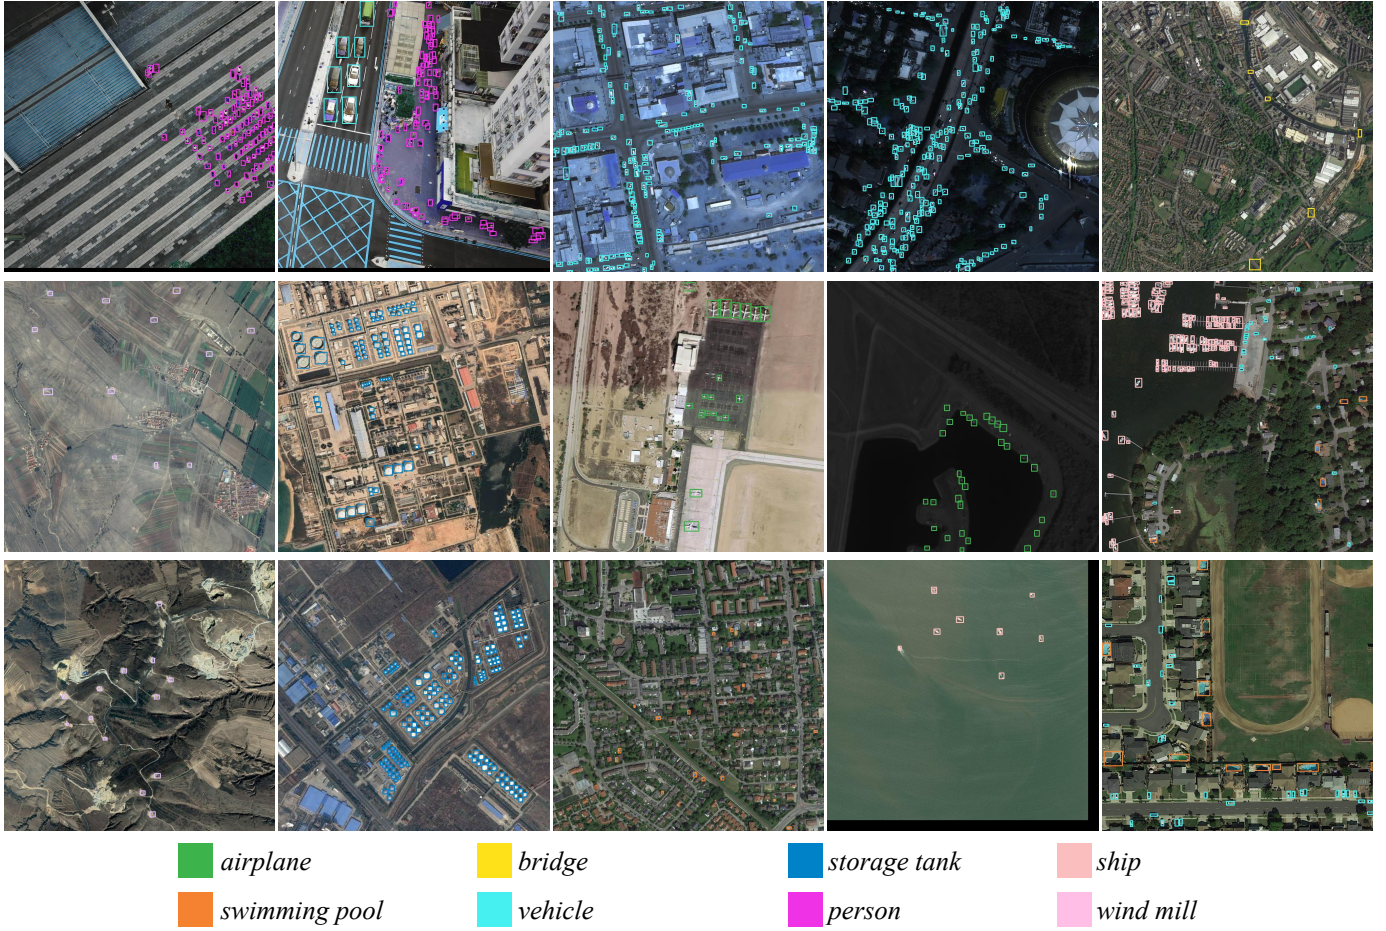 airplane
bridge
storage tank
ship
swimming pool
vehicle
person
wind mill